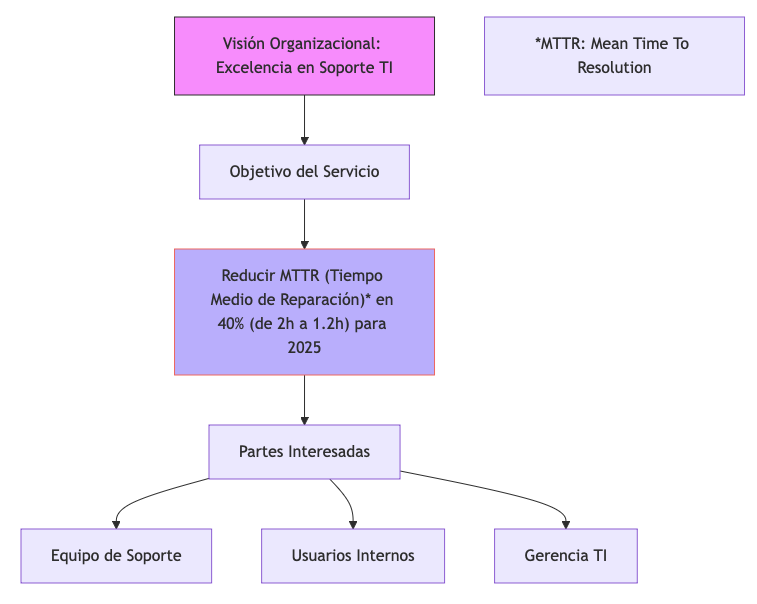 Visión Organizacional:
Excelencia en Soporte TI
*MTTR: Mean Time To
Resolution
Objetivo del Servicio
Reducir MTTR (Tiempo
Medio de Reparación)* en
40% (de 2h a 1.2h) para
2025
Partes Interesadas
Equipo de Soporte
Usuarios Internos
Gerencia TI